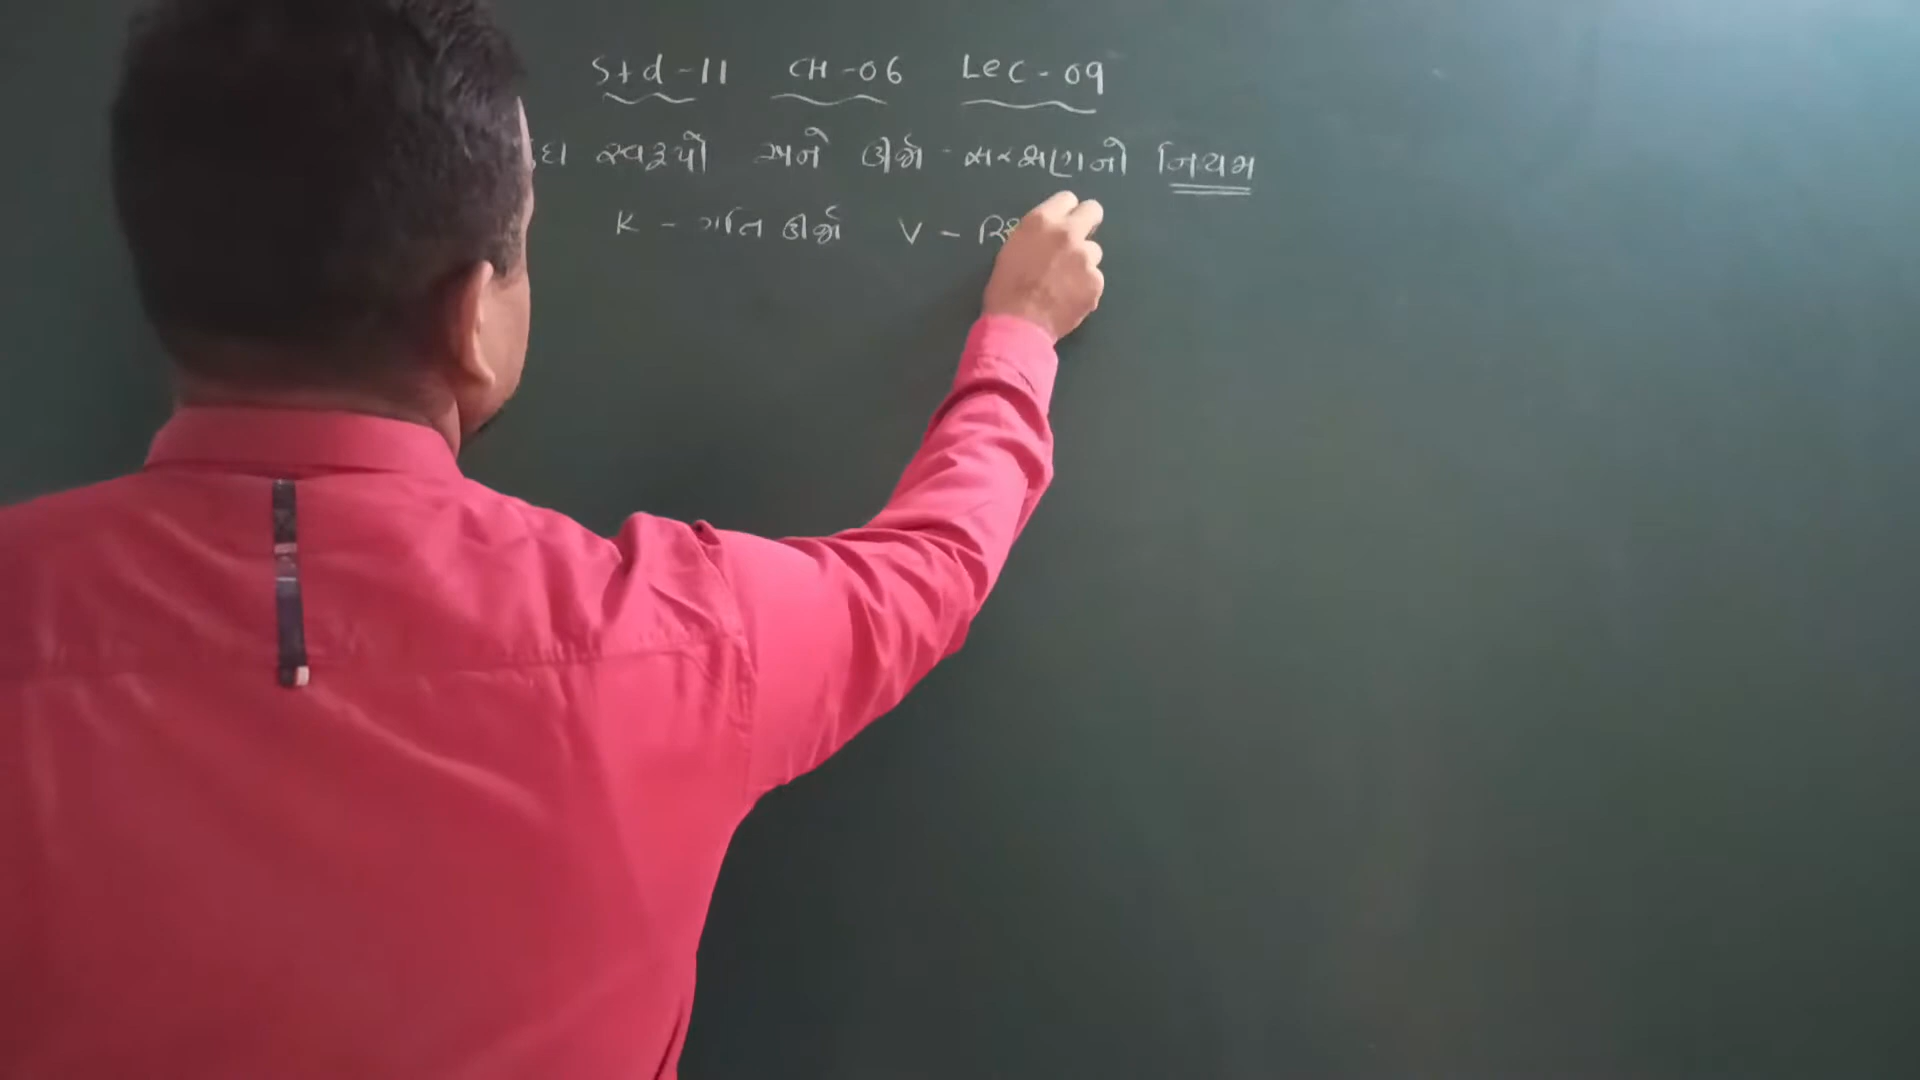 Std-11 CH-06 Lec-09
સ્વરૂપો અને ઊર્જા-સંરક્ષણનો નિયમ
K - ગતિ ઊર્જા V -